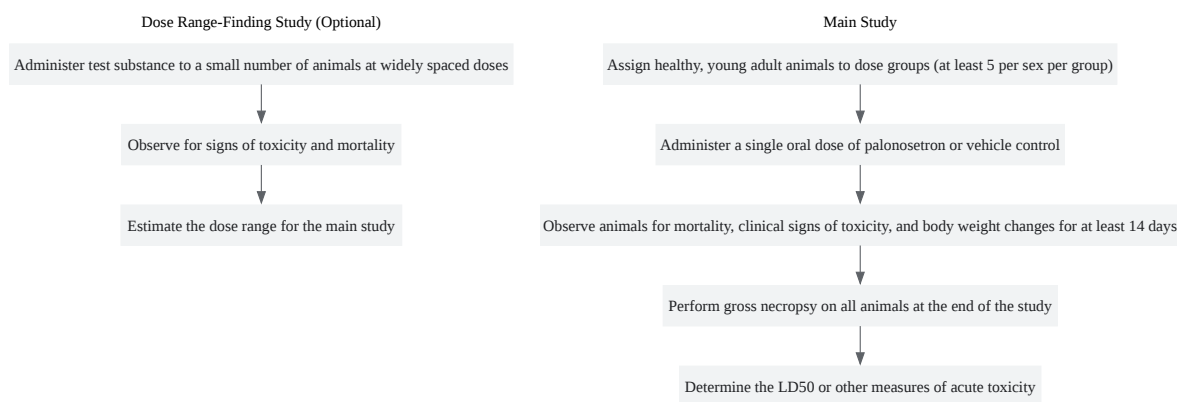 Dose Range-Finding Study (Optional)
Administer test substance to a small number of animals at widely spaced doses
Observe for signs of toxicity and mortality
Estimate the dose range for the main study
Main Study
Assign healthy, young adult animals to dose groups (at least 5 per sex per group)
Administer a single oral dose of palonosetron or vehicle control
Observe animals for mortality, clinical signs of toxicity, and body weight changes for at least 14 days
Perform gross necropsy on all animals at the end of the study
Determine the LD50 or other measures of acute toxicity